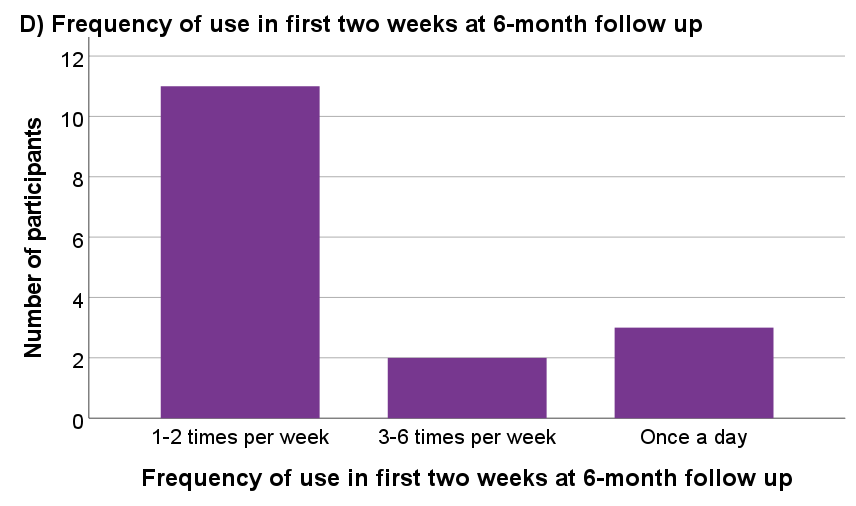 D) Frequency of use in first two weeks at 6-month follow up
12
10
8
6
4
2
0
Number of participants
1-2 times per week
3-6 times per week
Once a day
Frequency of use in first two weeks at 6-month follow up